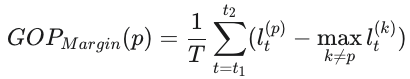 $GOP_{Margin}(p) = \frac{1}{T} \sum_{t=t_1}^{t_2} (l_t^{(p)} - \max_{k \neq p} l_t^{(k)})$